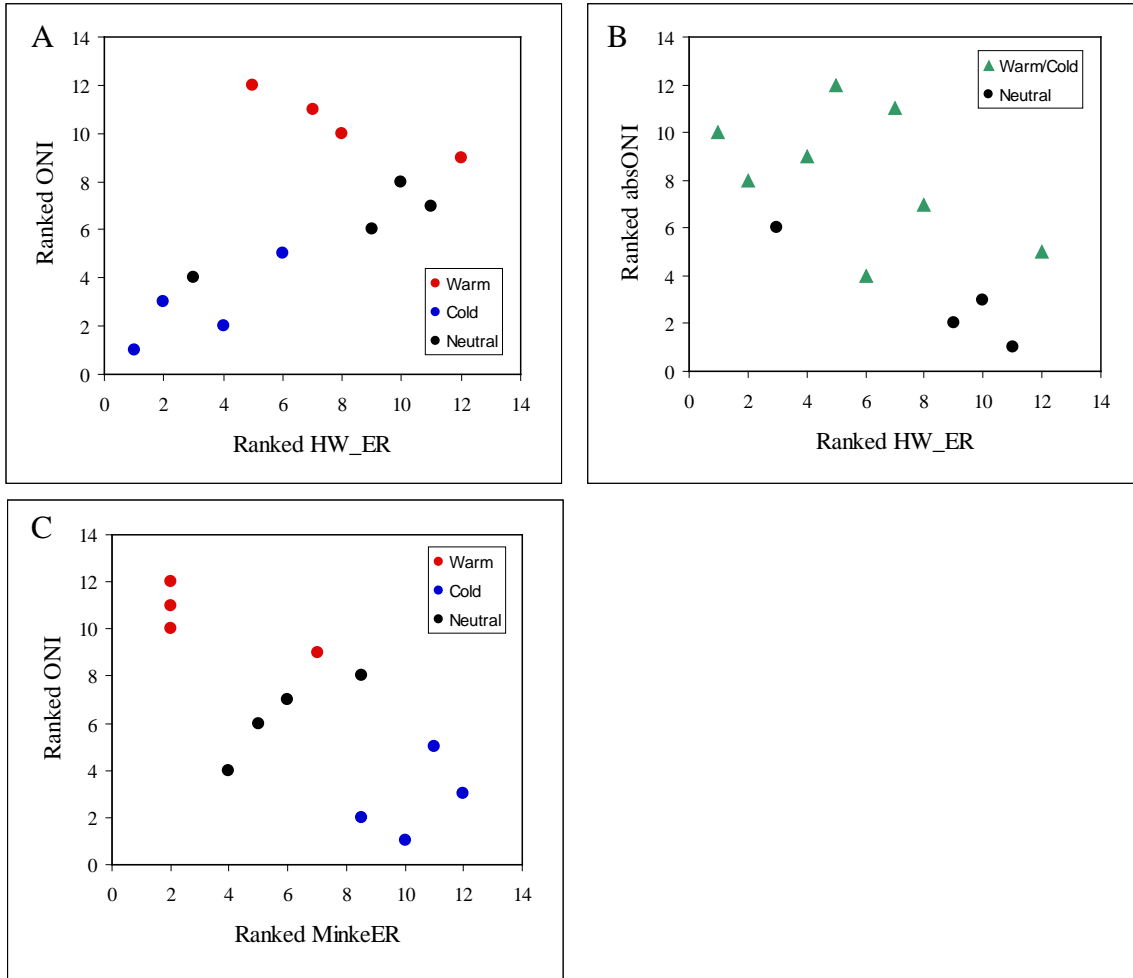 A
14
12
10
8
6
4
2
0
Ranked ONI
Warm
Cold
Neutral
0 2 4 6 8 10 12 14
Ranked HW_ER
B
14
12
10
8
6
4
2
0
Ranked absONI
Warm/Cold
Neutral
0 2 4 6 8 10 12 14
Ranked HW_ER
C
14
12
10
8
6
4
2
0
Ranked ONI
Warm
Cold
Neutral
0 2 4 6 8 10 12 14
Ranked MinkeER